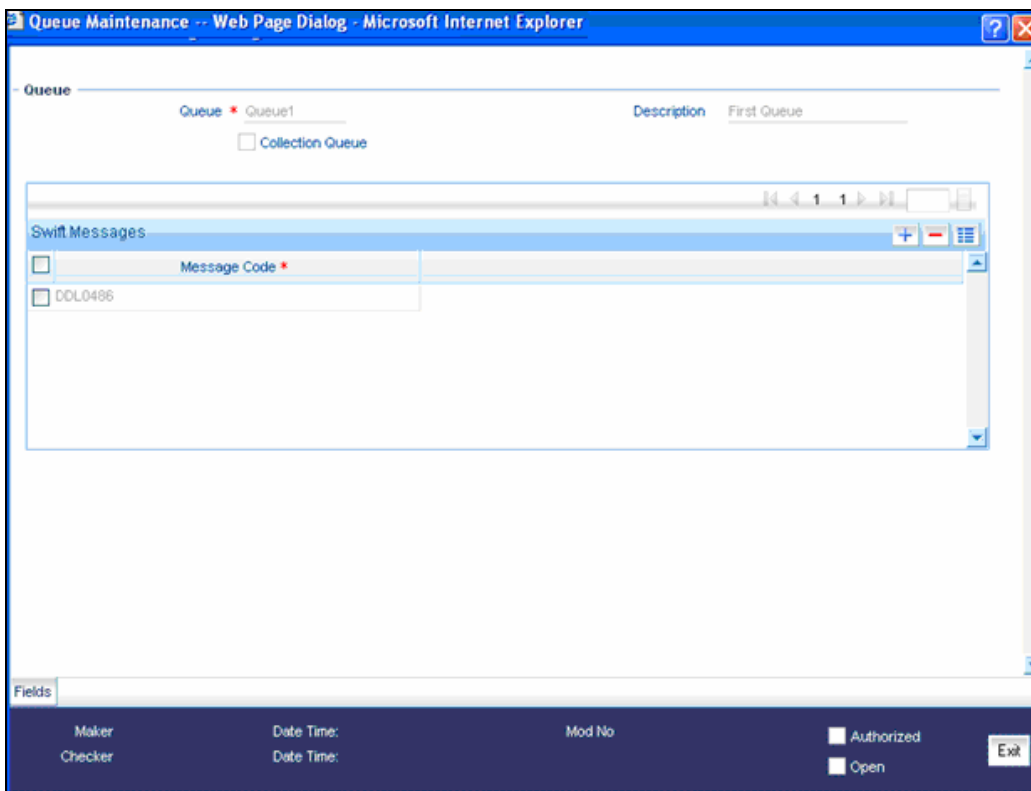 Queue Maintenance -- Web Page Dialog - Microsoft Internet Explorer
Queue
Queue * Queue1 Description First Queue
Collection Queue
1 1
Swift Messages
Message Code *
DDL0486
Fields
Maker Date Time: Mod No Authorized
Checker Date Time: Open
Exit